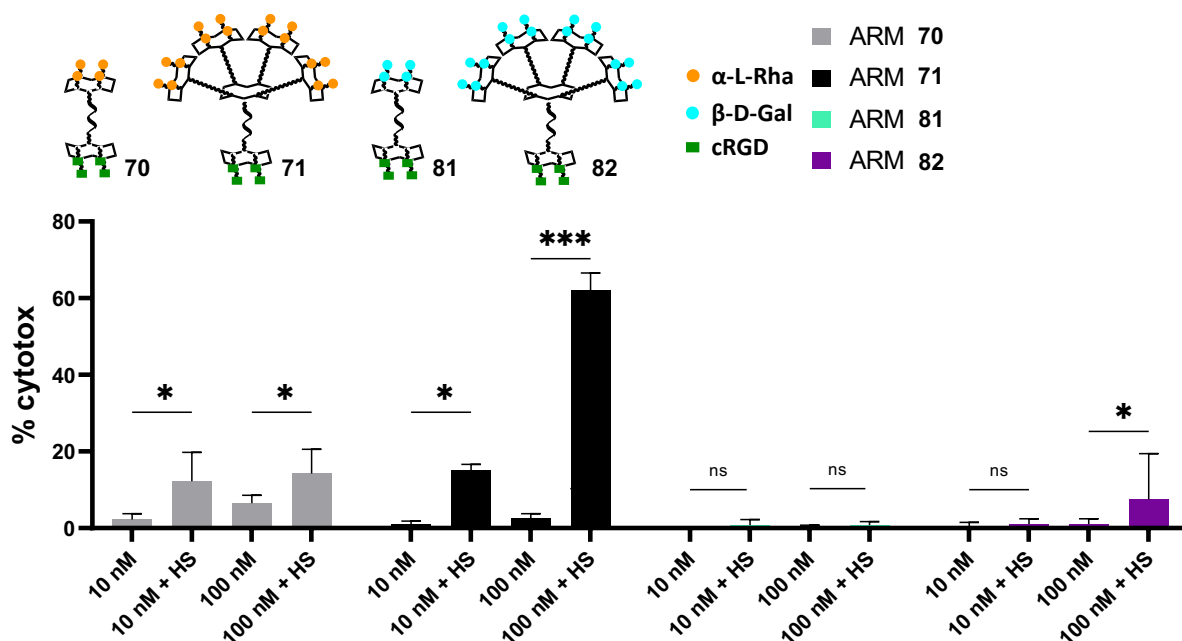 α-L-Rha
β-D-Gal
cRGD
ARM 70
ARM 71
ARM 81
ARM 82
70
71
81
82
% cytotox
80
60
40
20
0
*
*
*
***
ns
ns
ns
*
10 nM
10 nM + HS
100 nM
100 nM + HS
10 nM
10 nM + HS
100 nM
100 nM + HS
10 nM
10 nM + HS
100 nM
100 nM + HS
10 nM
10 nM + HS
100 nM
100 nM + HS